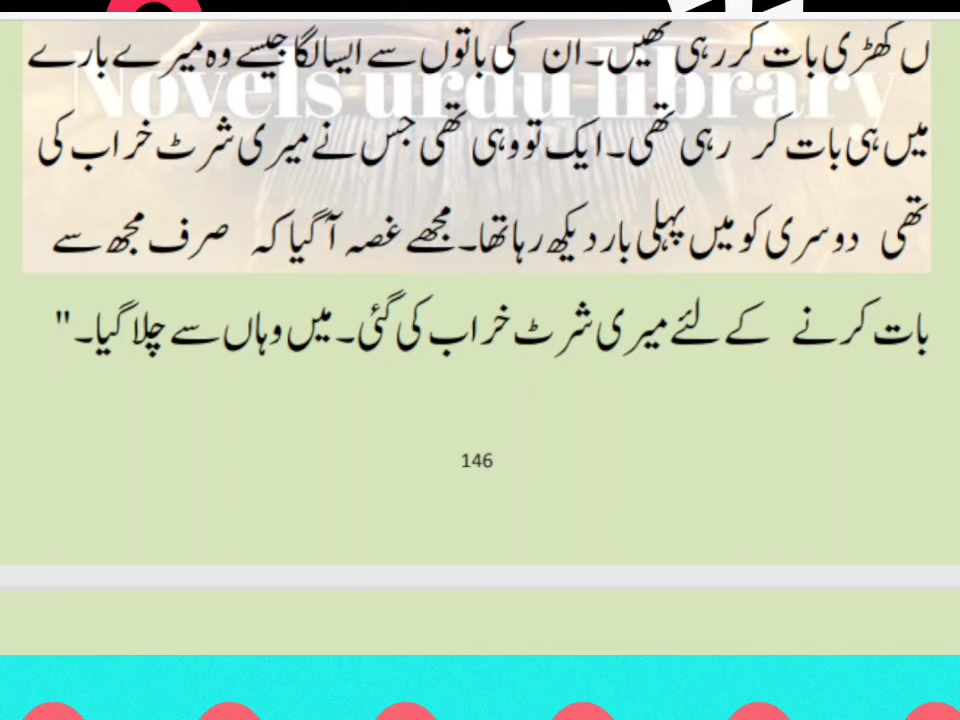 ں کھڑی بات کر رہی تھیں۔ ان کی باتوں سے ایسا لگا جیسے وہ میرے بارے
Novels urdu library
میں ہی بات کر رہی تھی۔ ایک تو وہی تھی جس نے میری شرٹ خراب کی
تھی دوسری کو میں پہلی بار دیکھ رہا تھا۔ مجھے غصہ آگیا کہ صرف مجھ سے
بات کرنے کے لئے میری شرٹ خراب کی گئی۔ میں وہاں سے چلا گیا۔"
146